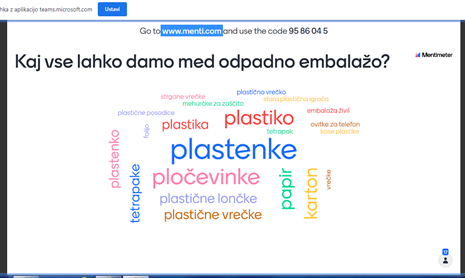 hka z aplikacijo teams.microsoft.com
Ustavi
Go to www.menti.com and use the code 95 86 04 5
Mentimeter
Kaj vse lahko damo med odpadno embalažo?
plastično vrečko
strgane vrečke
stara plastična igrača
mehurčke za zaščito
plastične posodice
plastiko
embalaža živil
plastika
ovitke za telefon
folijo
tetrapak
kose plastike
plastenke
plastenko
pločevinke
tetrapake
papir
karton
vrečke
plastične lončke
plastične vrečke